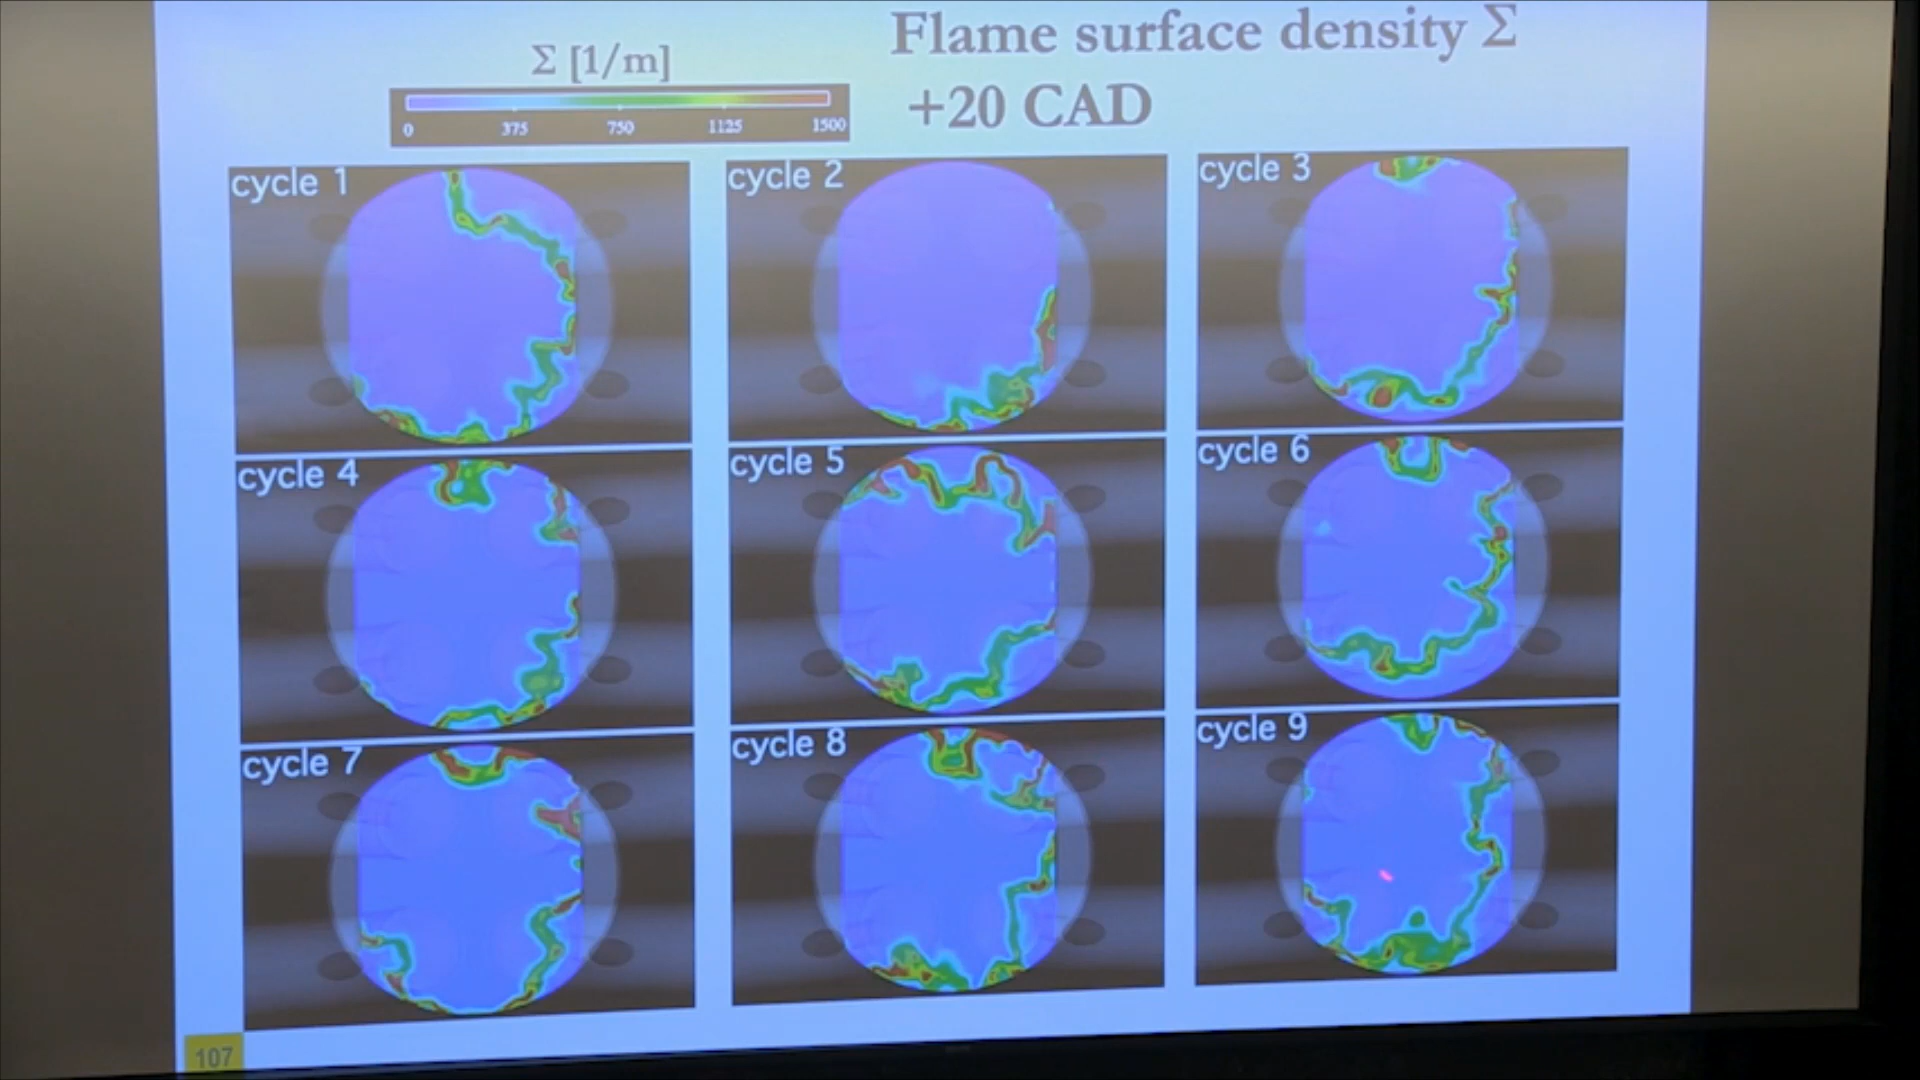 Flame surface density Σ
Σ [1/m]
+20 CAD
0 375 750 1125 1500
cycle 1
cycle 2
cycle 3
cycle 4
cycle 5
cycle 6
cycle 7
cycle 8
cycle 9
107